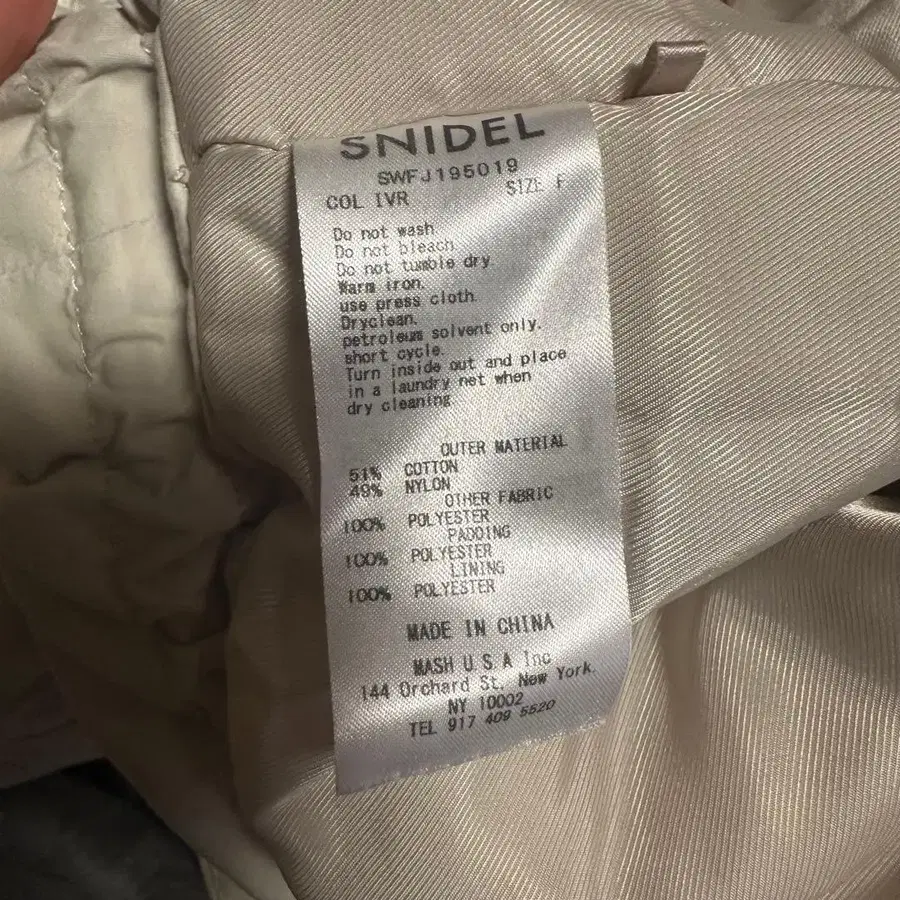 SNIDEL
SWFJ195019
COL IVR SIZE F
Do not wash
Do not bleach
Do not tumble dry.
Warm iron.
use press cloth.
Dryclean.
petroleum solvent only.
short cycle.
Turn inside out and place
in a laundry net when
dry cleaning
OUTER MATERIAL
51% COTTON
49% NYLON
OTHER FABRIC
100% POLYESTER
PADDING
100% POLYESTER
LINING
100% POLYESTER
MADE IN CHINA
MASH U S A Inc
144 Orchard St. New York.
NY 10002
TEL 917 409 5520